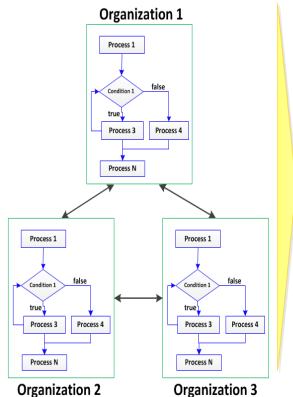 Organization 1
Process 1
Condition 1
false
true
Process 3
Process 4
Process N
Process 1
Condition 1
false
true
Process 3
Process 4
Process N
Organization 2
Process 1
Condition 1
false
true
Process 3
Process 4
Process N
Organization 3